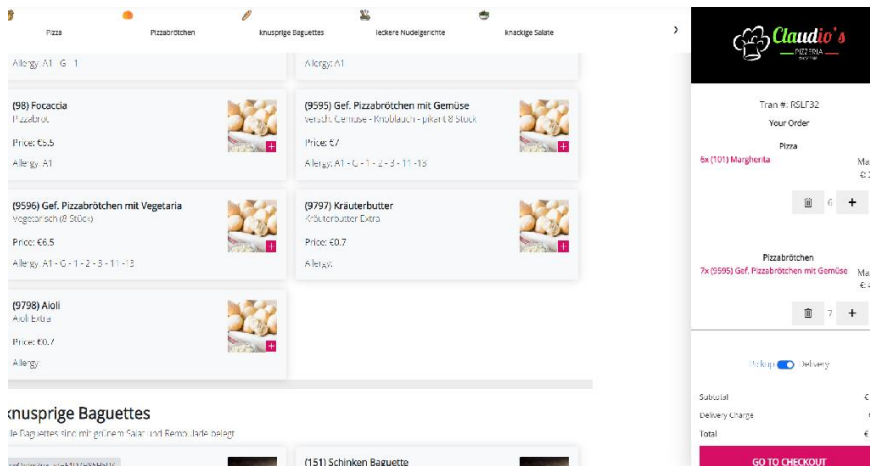 Pizza
Pizzabrötchen
knusprige Baguettes
leckere Nudelgerichte
knackige Salate
Allergy: A1 - G - 1
Allergy: A1
(98) Focaccia
Pizzabrot
Price: €5.5
Allergy: A1
(9595) Gef. Pizzabrötchen mit Gemüse
versch. Gemüse - Knoblauch - pikant 8 Stück
Price: €7
Allergy: A1 - G - 1 - 2 - 3 - 11 -13
(9596) Gef. Pizzabrötchen mit Vegetaria
Vegetarisch (8 Stück)
Price: €6.5
Allergy: A1 - G - 1 - 2 - 3 - 11 -13
(9797) Kräuterbutter
Kräuterbutter Extra
Price: €0.7
Allergy:
(9798) Aioli
Aioli Extra
Price: €0.7
Allergy:
knusprige Baguettes
Baguettes sind mit grünem Salat und Remoulade belegt
(151) Schinken Baguette
Claudio's
PIZZERIA
Tran #: RSLF32
Your Order
Pizza
6x (101) Margherita
6
+
Pizzabrötchen
7x (9595) Gef. Pizzabrötchen mit Gemüse
7
+
Pickup
Delivery
Subtotal
€
Delivery Charge
Total
€
GO TO CHECKOUT